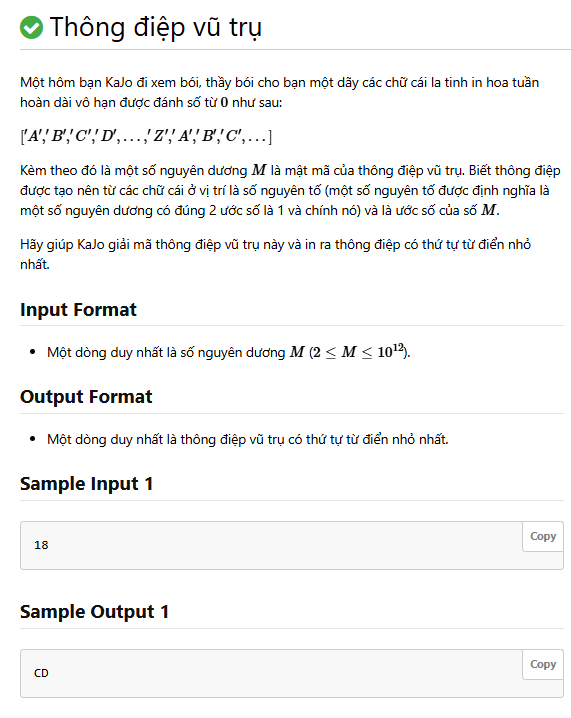 Thông điệp vũ trụ
Một hôm bạn KaJo đi xem bói, thầy bói cho bạn một dãy các chữ cái la tinh in hoa tuần
hoàn dài vô hạn được đánh số từ 0 như sau:
['A','B','C','D',...,'Z','A','B','C',...]
Kèm theo đó là một số nguyên dương M là mật mã của thông điệp vũ trụ. Biết thông điệp
được tạo nên từ các chữ cái ở vị trí là số nguyên tố (một số nguyên tố được định nghĩa là
một số nguyên dương có đúng 2 ước số là 1 và chính nó) và là ước số của số M.
Hãy giúp KaJo giải mã thông điệp vũ trụ này và in ra thông điệp có thứ tự từ điển nhỏ
nhất.
Input Format
• Một dòng duy nhất là số nguyên dương M (2 ≤ M ≤ 10¹²).
Output Format
• Một dòng duy nhất là thông điệp vũ trụ có thứ tự từ điển nhỏ nhất.
Sample Input 1
Copy
18
Sample Output 1
Copy
CD